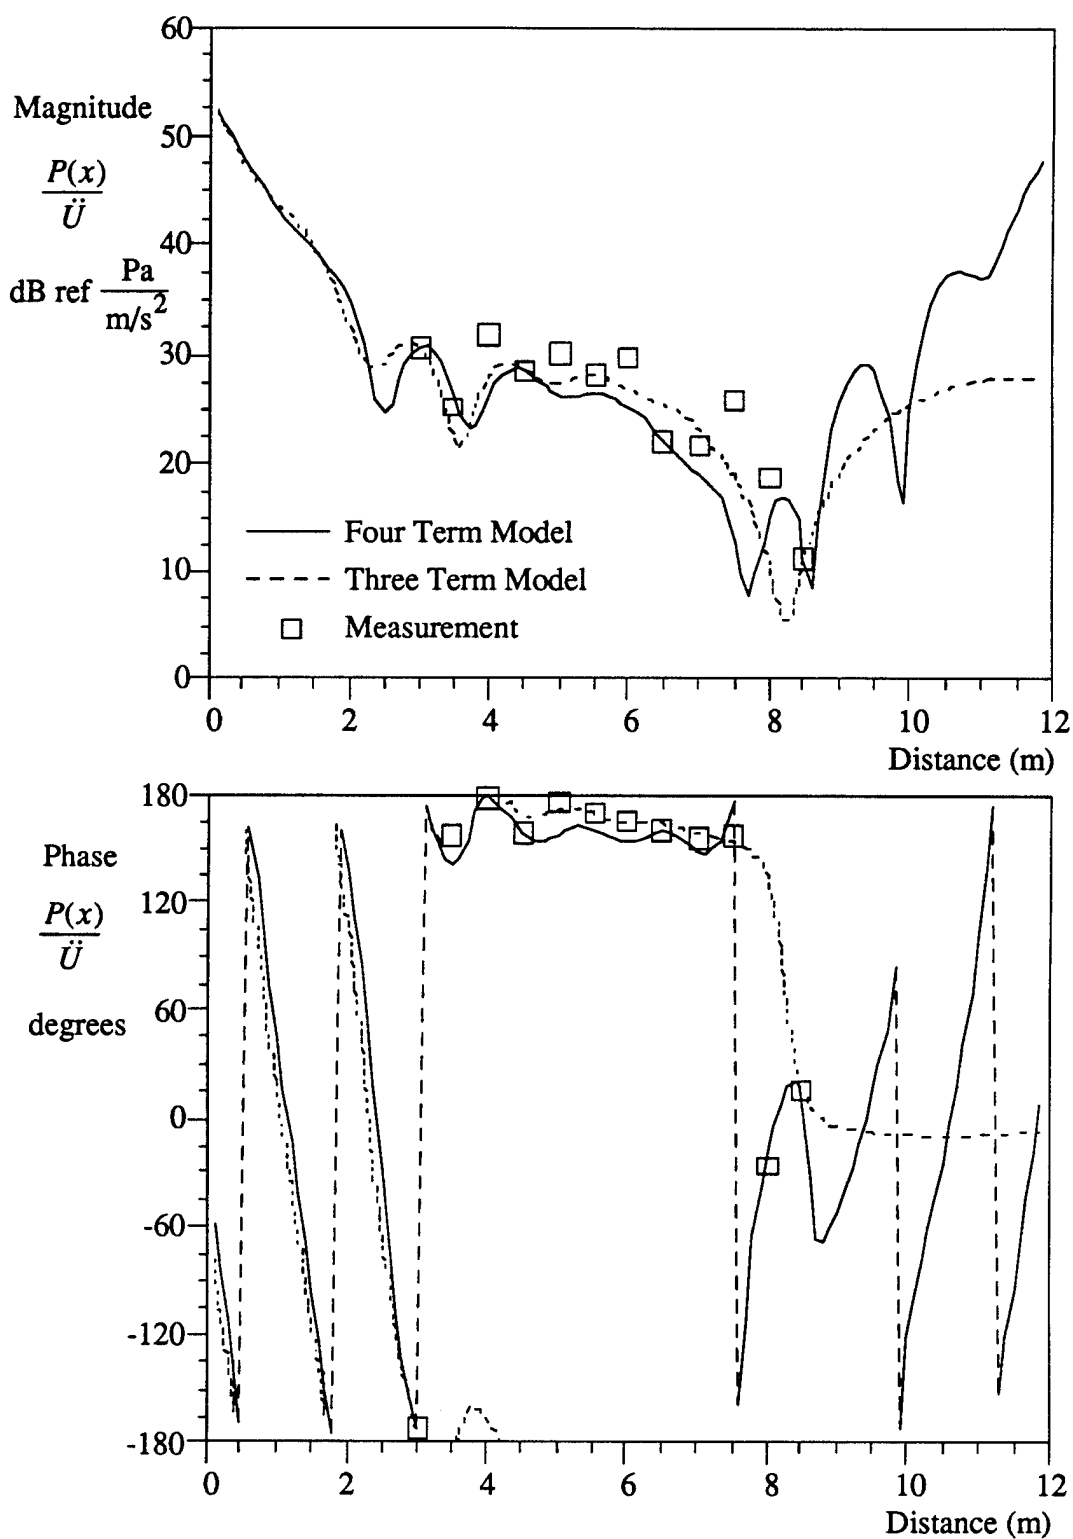 60
Magnitude
50
P(x)
Ü
40
dB ref Pa
m/s²
30
20
Four Term Model
10
Three Term Model
Measurement
0
0 2 4 6 8 10 12
Distance (m)
180
Phase
120
P(x)
Ü
60
degrees
0
-60
-120
-180
0 2 4 6 8 10 12
Distance (m)